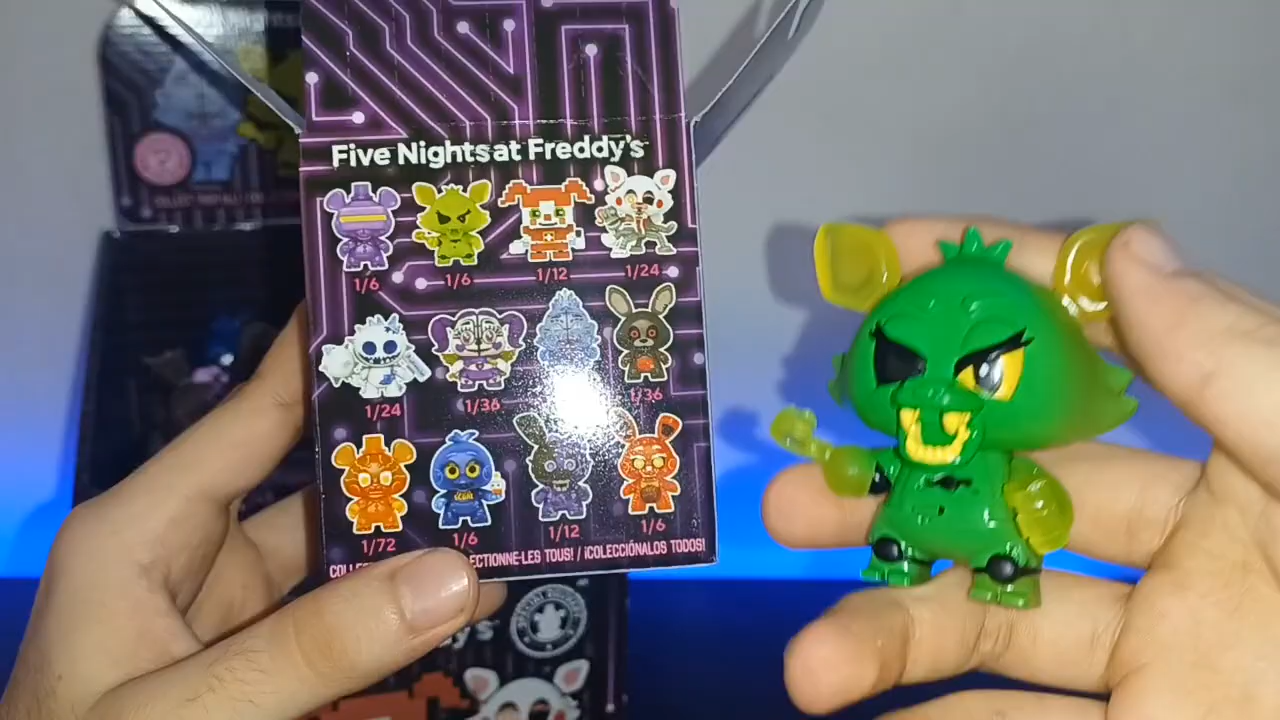 Five Nights at Freddy's
1/6 1/6 1/12 1/24
1/24 1/36 1/36
1/72 1/6 1/12 1/6
ECTIONNE-LES TOUS! / ¡COLECCIÓNALOS TODOS!